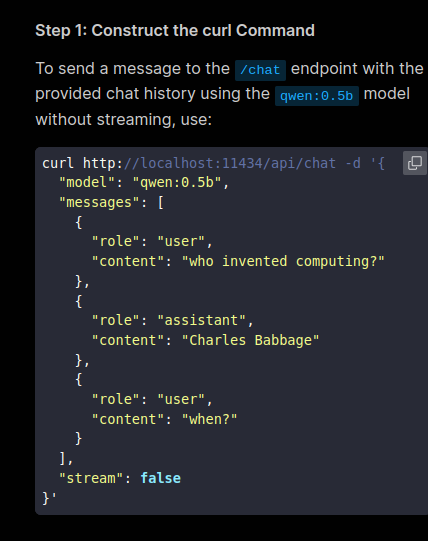 Step 1: Construct the curl Command
To send a message to the /chat endpoint with the
provided chat history using the qwen:0.5b model
without streaming, use:
curl http://localhost:11434/api/chat -d '{
  "model": "qwen:0.5b",
  "messages": [
    {
      "role": "user",
      "content": "who invented computing?"
    },
    {
      "role": "assistant",
      "content": "Charles Babbage"
    },
    {
      "role": "user",
      "content": "when?"
    }
  ],
  "stream": false
}'